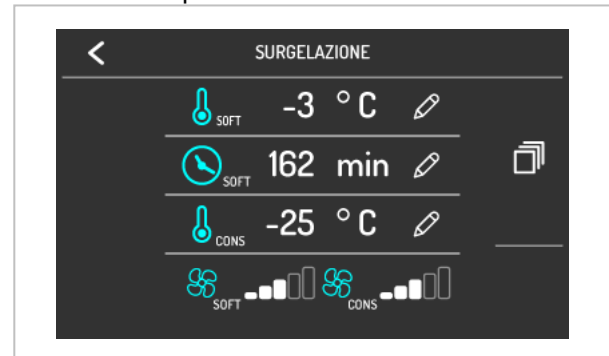 SURGELAZIONE
SOFT -3 °C
SOFT 162 min
CONS -25 °C
SOFT CONS